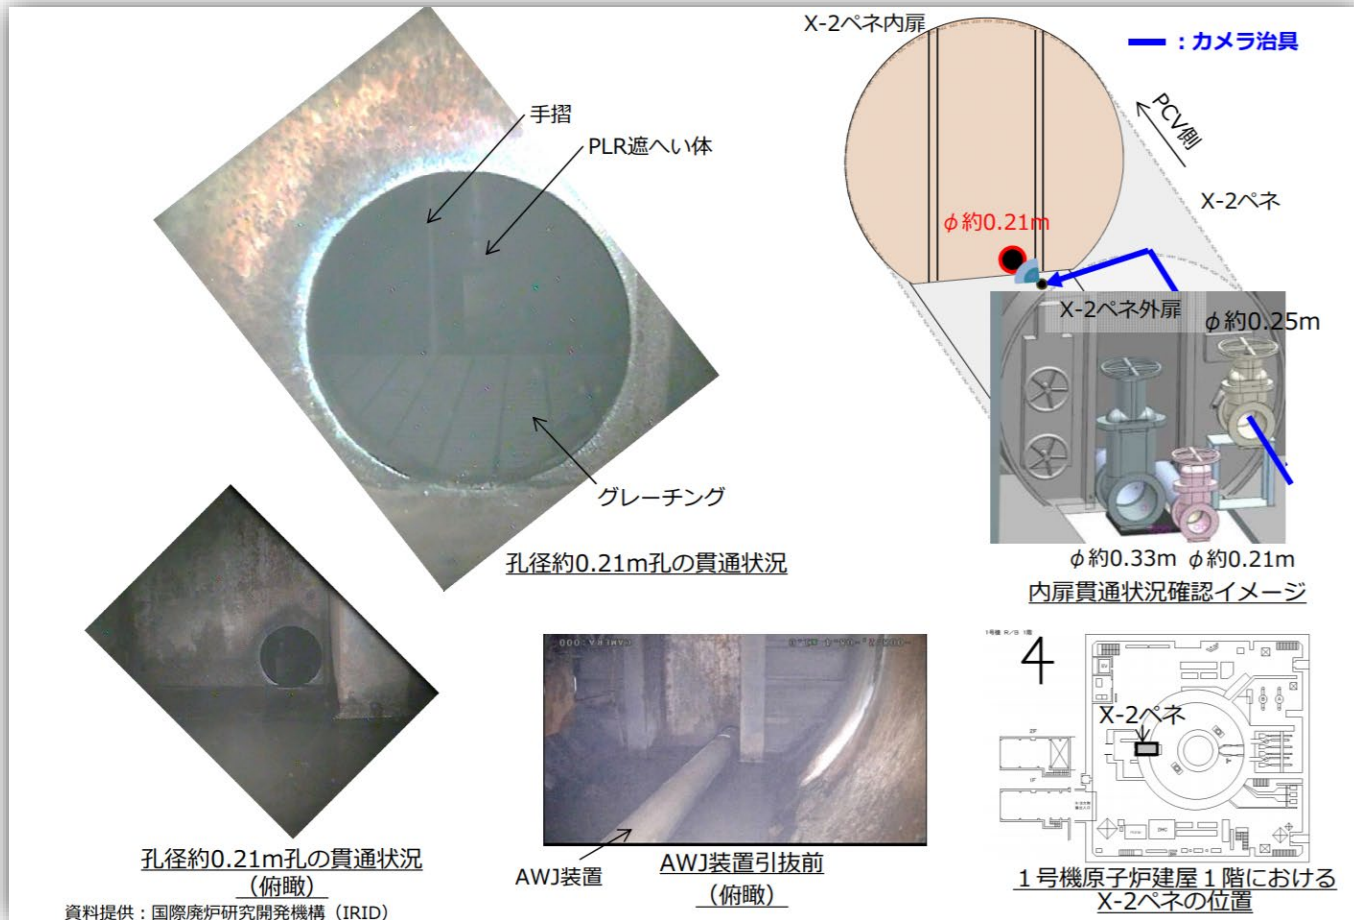 X-2ペネ内扉
：カメラ治具
手摺
PLR遮へい体
PCV側
X-2ペネ
φ約0.21m
X-2ペネ外扉
φ約0.25m
グレーチング
孔径約0.21m孔の貫通状況
φ約0.33m
φ約0.21m
内扉貫通状況確認イメージ
1号機 R／B 1階
4
X-2ペネ
2F
1F
孔径約0.21m孔の貫通状況
（俯瞰）
AWJ装置
AWJ装置引抜前
（俯瞰）
１号機原子炉建屋１階における
X-2ペネの位置
資料提供：国際廃炉研究開発機構（IRID）